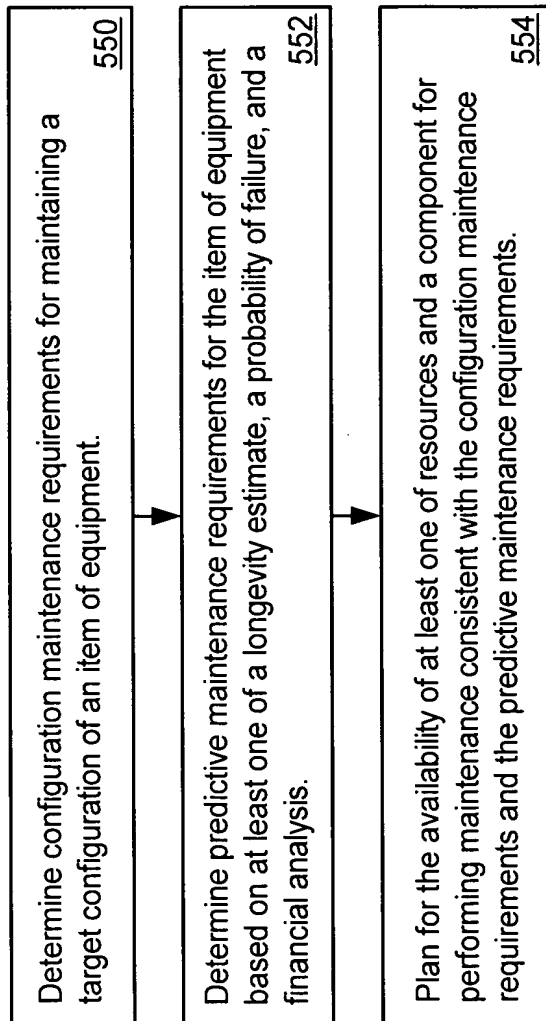 Determine configuration maintenance requirements for maintaining a
target configuration of an item of equipment.
550
Determine predictive maintenance requirements for the item of equipment
based on at least one of a longevity estimate, a probability of failure, and a
financial analysis.
552
Plan for the availability of at least one of resources and a component for
performing maintenance consistent with the configuration maintenance
requirements and the predictive maintenance requirements.
554